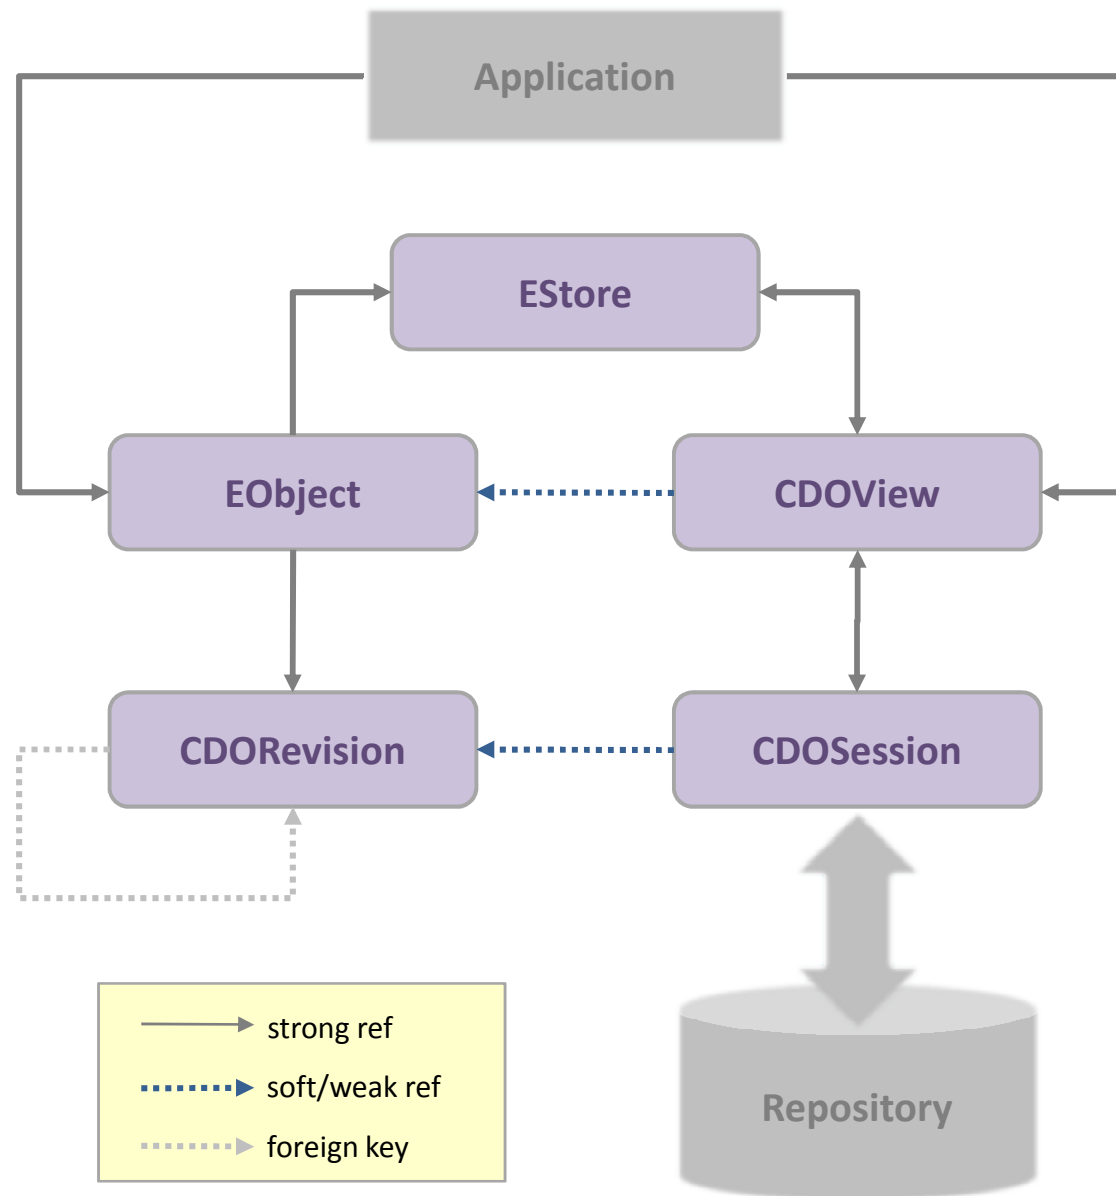 Application
EStore
EObject
CDOView
CDORevision
CDOSession
strong ref
soft/weak ref
foreign key
Repository